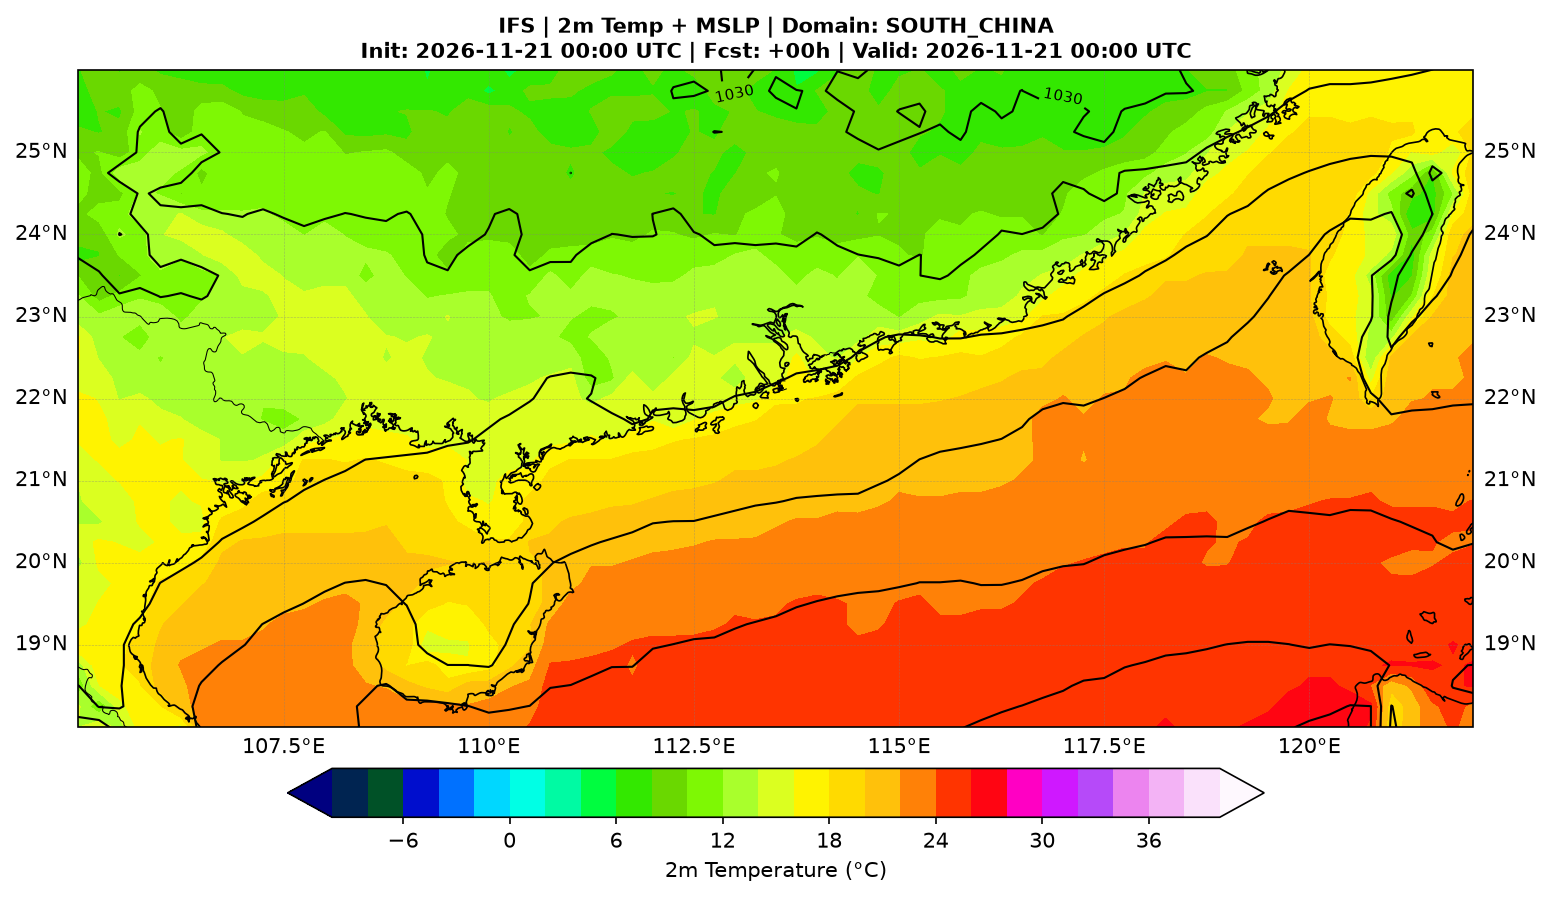 IFS | 2m Temp + MSLP | Domain: SOUTH_CHINA
Init: 2026-11-21 00:00 UTC | Fcst: +00h | Valid: 2026-11-21 00:00 UTC
1030
1030
25°N
25°N
24°N
24°N
23°N
23°N
22°N
22°N
21°N
21°N
20°N
20°N
19°N
19°N
107.5°E
110°E
112.5°E
115°E
117.5°E
120°E
−6
0
6
12
18
24
30
36
2m Temperature (°C)